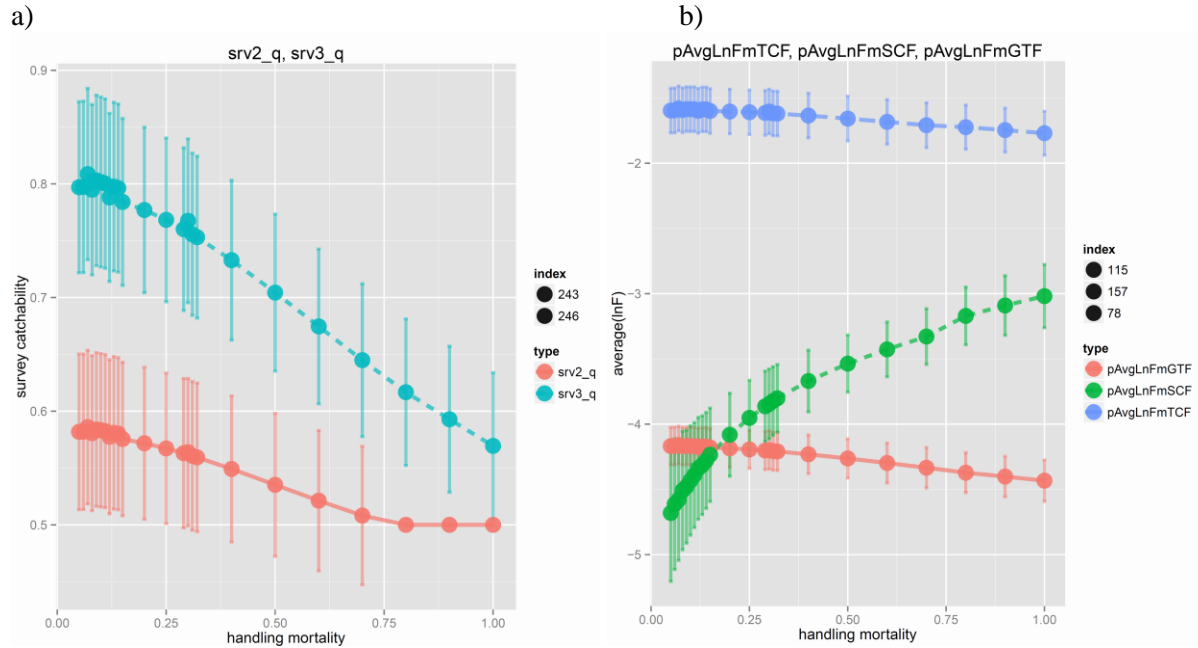 a)
srv2_q, srv3_q
0.9
0.8
0.7
0.6
0.5
survey catchability
0.00
0.25
0.50
0.75
1.00
handling mortality
index
243
246
type
srv2_q
srv3_q
b)
pAvgLnFmTCF, pAvgLnFmSCF, pAvgLnFmGTF
−2
−3
−4
−5
average(lnF)
0.00
0.25
0.50
0.75
1.00
handling mortality
index
115
157
78
type
pAvgLnFmGTF
pAvgLnFmSCF
pAvgLnFmTCF